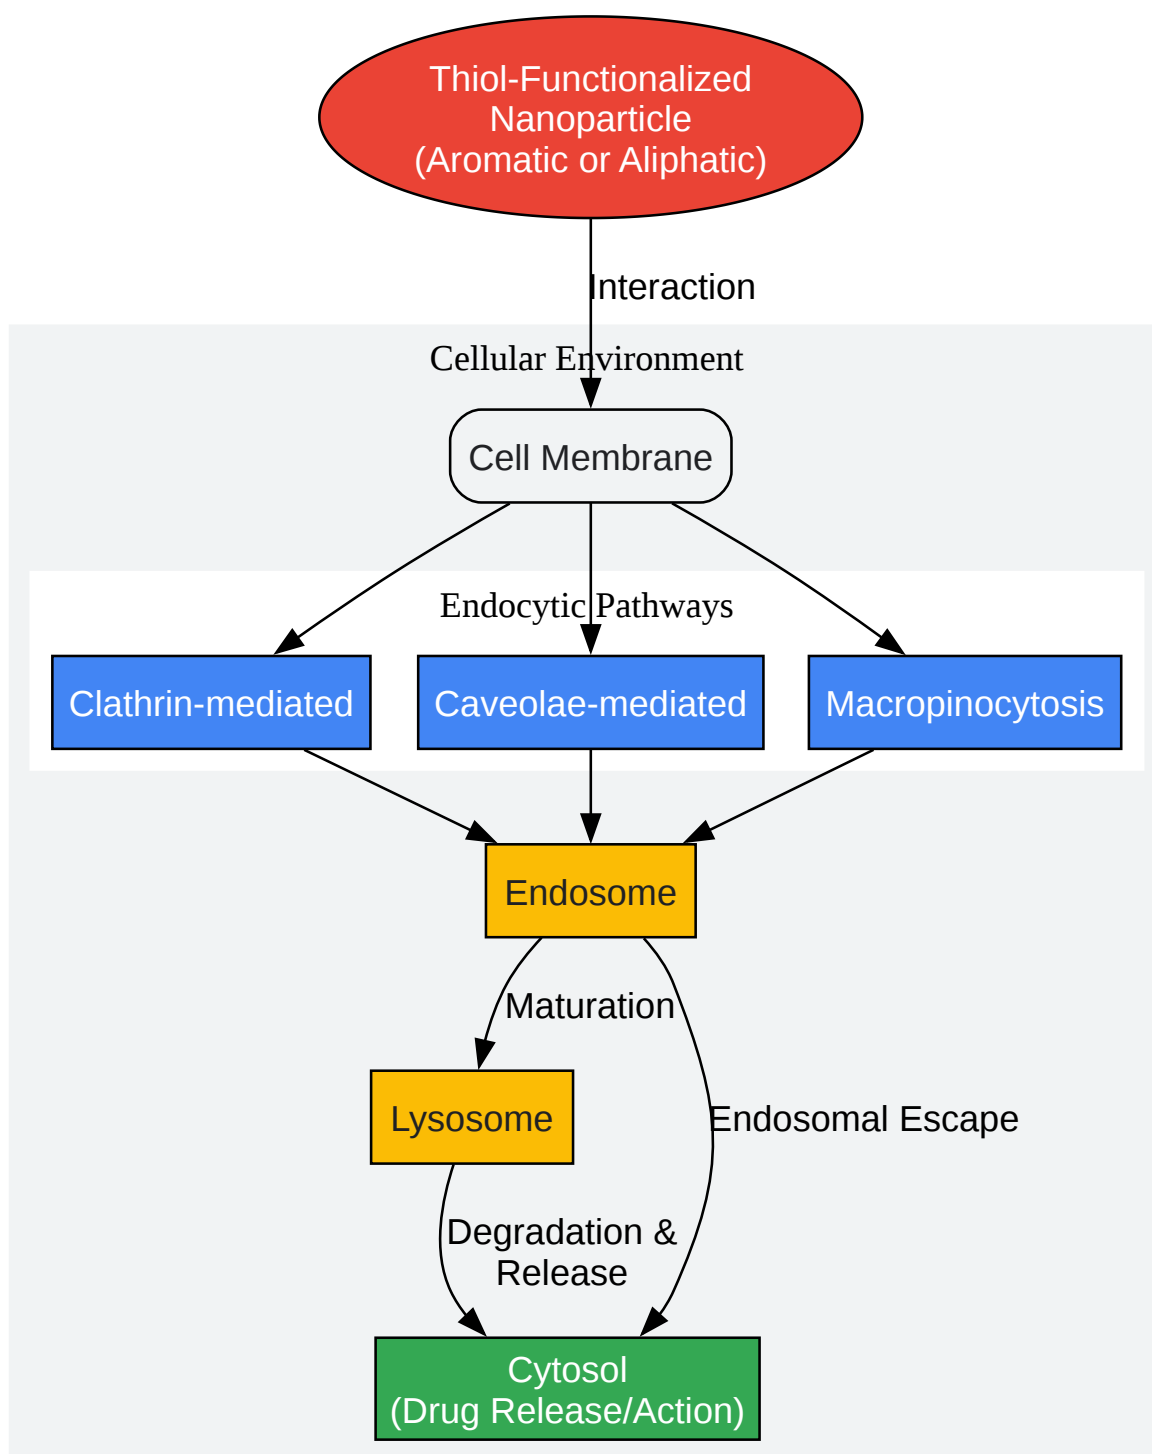 Thiol-Functionalized
Nanoparticle
(Aromatic or Aliphatic)
Interaction
Cellular Environment
Cell Membrane
Endocytic Pathways
Clathrin-mediated
Caveolae-mediated
Macropinocytosis
Endosome
Maturation
Lysosome
Endosomal Escape
Degradation &
Release
Cytosol
(Drug Release/Action)